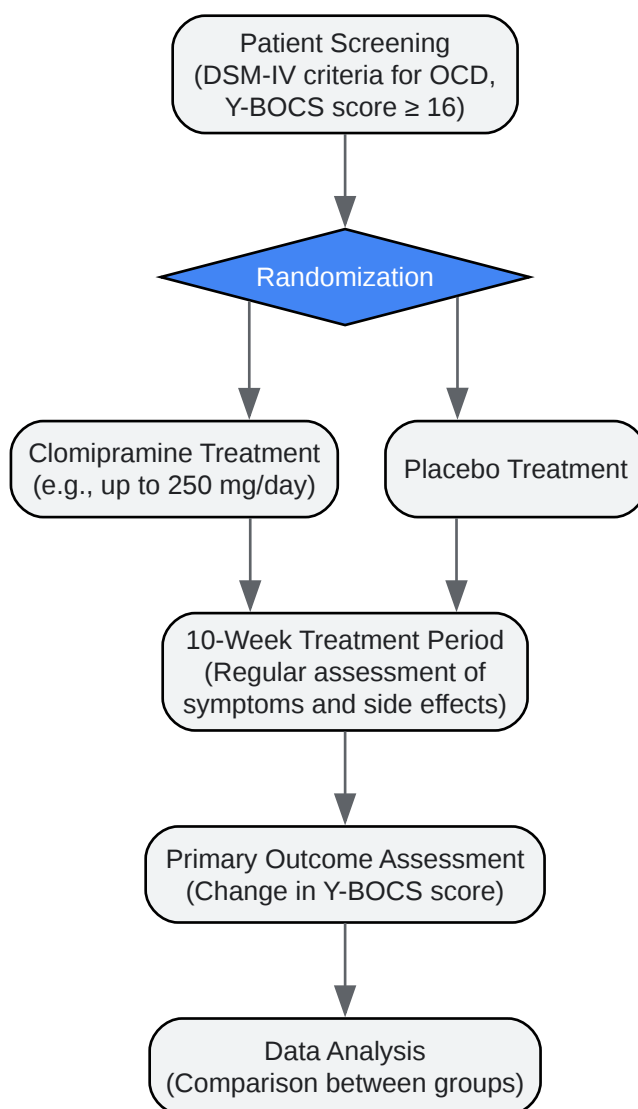 Patient Screening
(DSM-IV criteria for OCD,
Y-BOCS score ≥ 16)
Randomization
Clomipramine Treatment
(e.g., up to 250 mg/day)
Placebo Treatment
10-Week Treatment Period
(Regular assessment of
symptoms and side effects)
Primary Outcome Assessment
(Change in Y-BOCS score)
Data Analysis
(Comparison between groups)